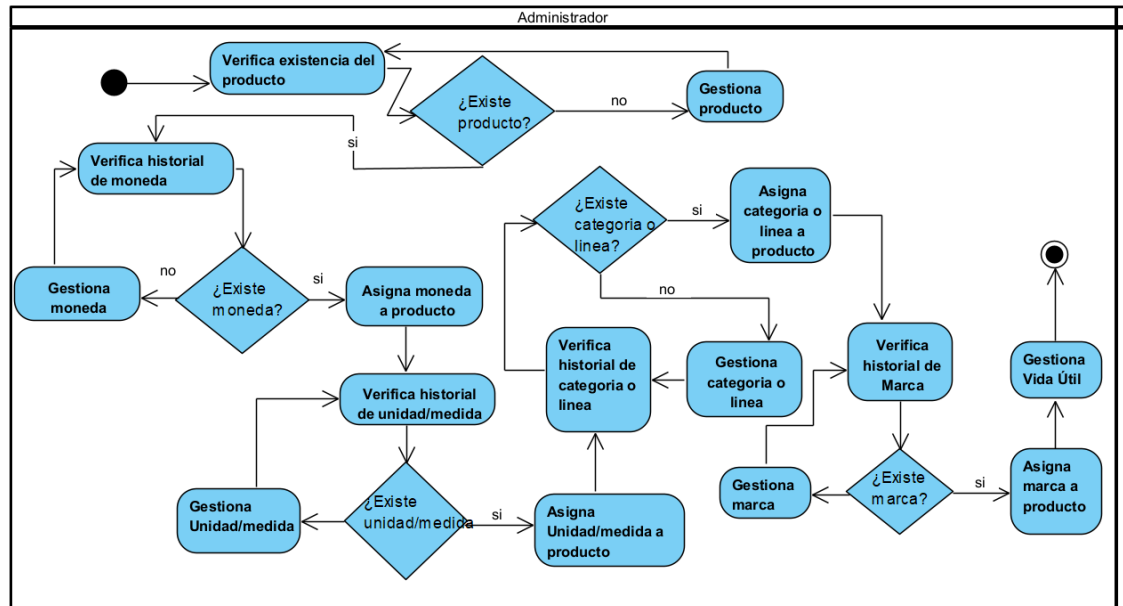 Administrador
Verifica existencia del
producto
¿Existe
producto?
no
Gestiona
producto
si
Verifica historial
de moneda
¿Existe
moneda?
no
Gestiona
moneda
si
Asigna moneda
a producto
Verifica historial
de unidad/medida
¿Existe
unidad/medida
Gestiona
Unidad/medida
si
Asigna
Unidad/medida a
producto
Verifica
historial de
categoria o
linea
¿Existe
categoria o
linea?
no
Gestiona
categoria o
linea
si
Asigna
categoria o
linea a
producto
Verifica
historial de
Marca
¿Existe
marca?
Gestiona
marca
si
Asigna
marca a
producto
Gestiona
Vida Útil